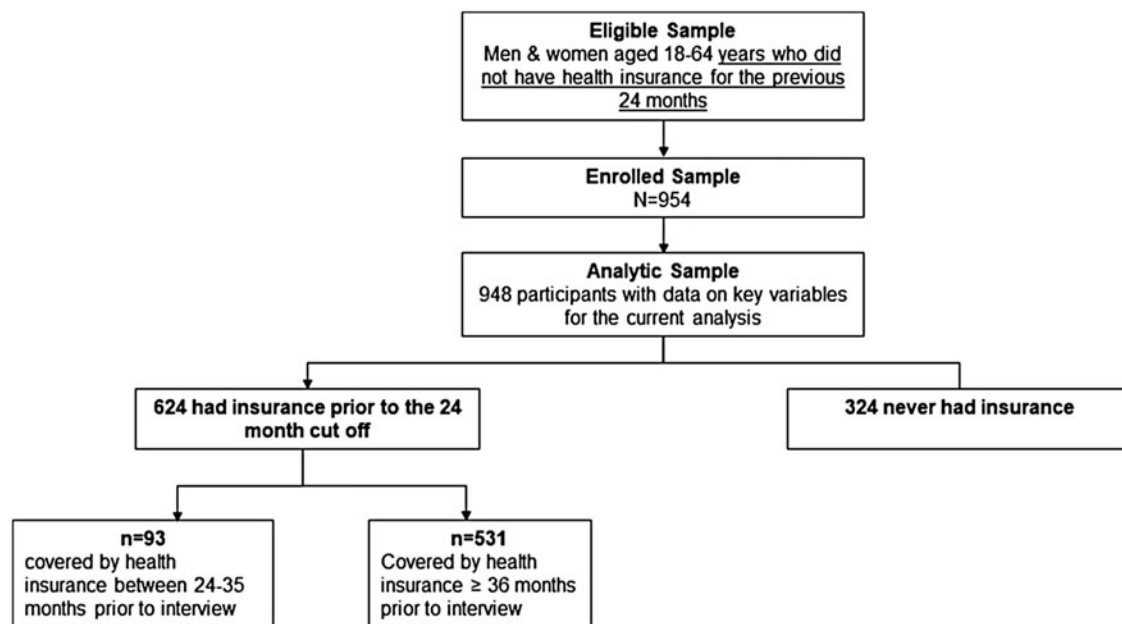 Eligible Sample
Men & women aged 18-64 years who did
not have health insurance for the previous
24 months
Enrolled Sample
N=954
Analytic Sample
948 participants with data on key variables
for the current analysis
624 had insurance prior to the 24
month cut off
324 never had insurance
n=93
covered by health
insurance between 24-35
months prior to interview
n=531
Covered by health
insurance ≥ 36 months
prior to interview